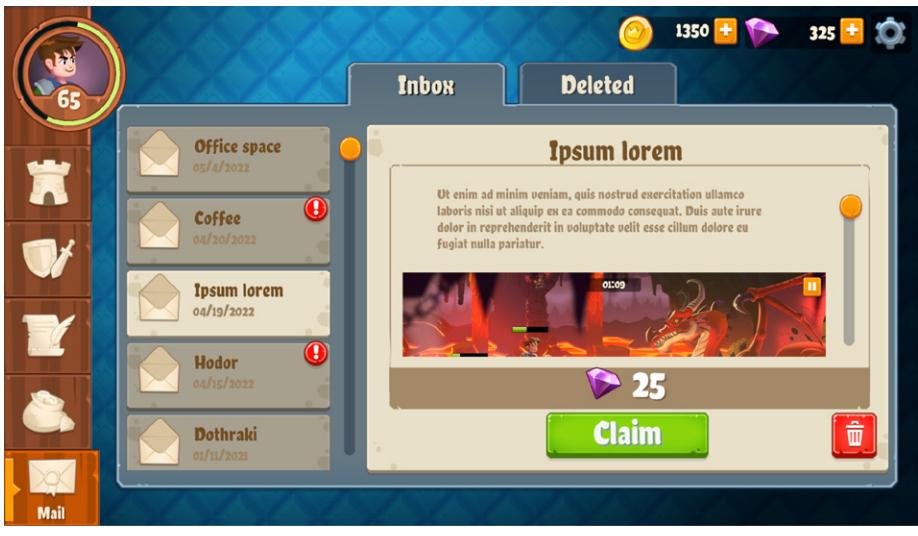 1350
325
65
Inbox
Deleted
Office space
05/4/2022
Coffee
04/20/2022
Ipsum lorem
04/19/2022
Hodor
04/15/2022
Dothraki
01/11/2021
Mail
Ipsum lorem
Ut enim ad minim veniam, quis nostrud exercitation ullamco
laboris nisi ut aliquip ex ea commodo consequat. Duis aute irure
dolor in reprehenderit in voluptate velit esse cillum dolore eu
fugiat nulla pariatur.
01:09
25
Claim